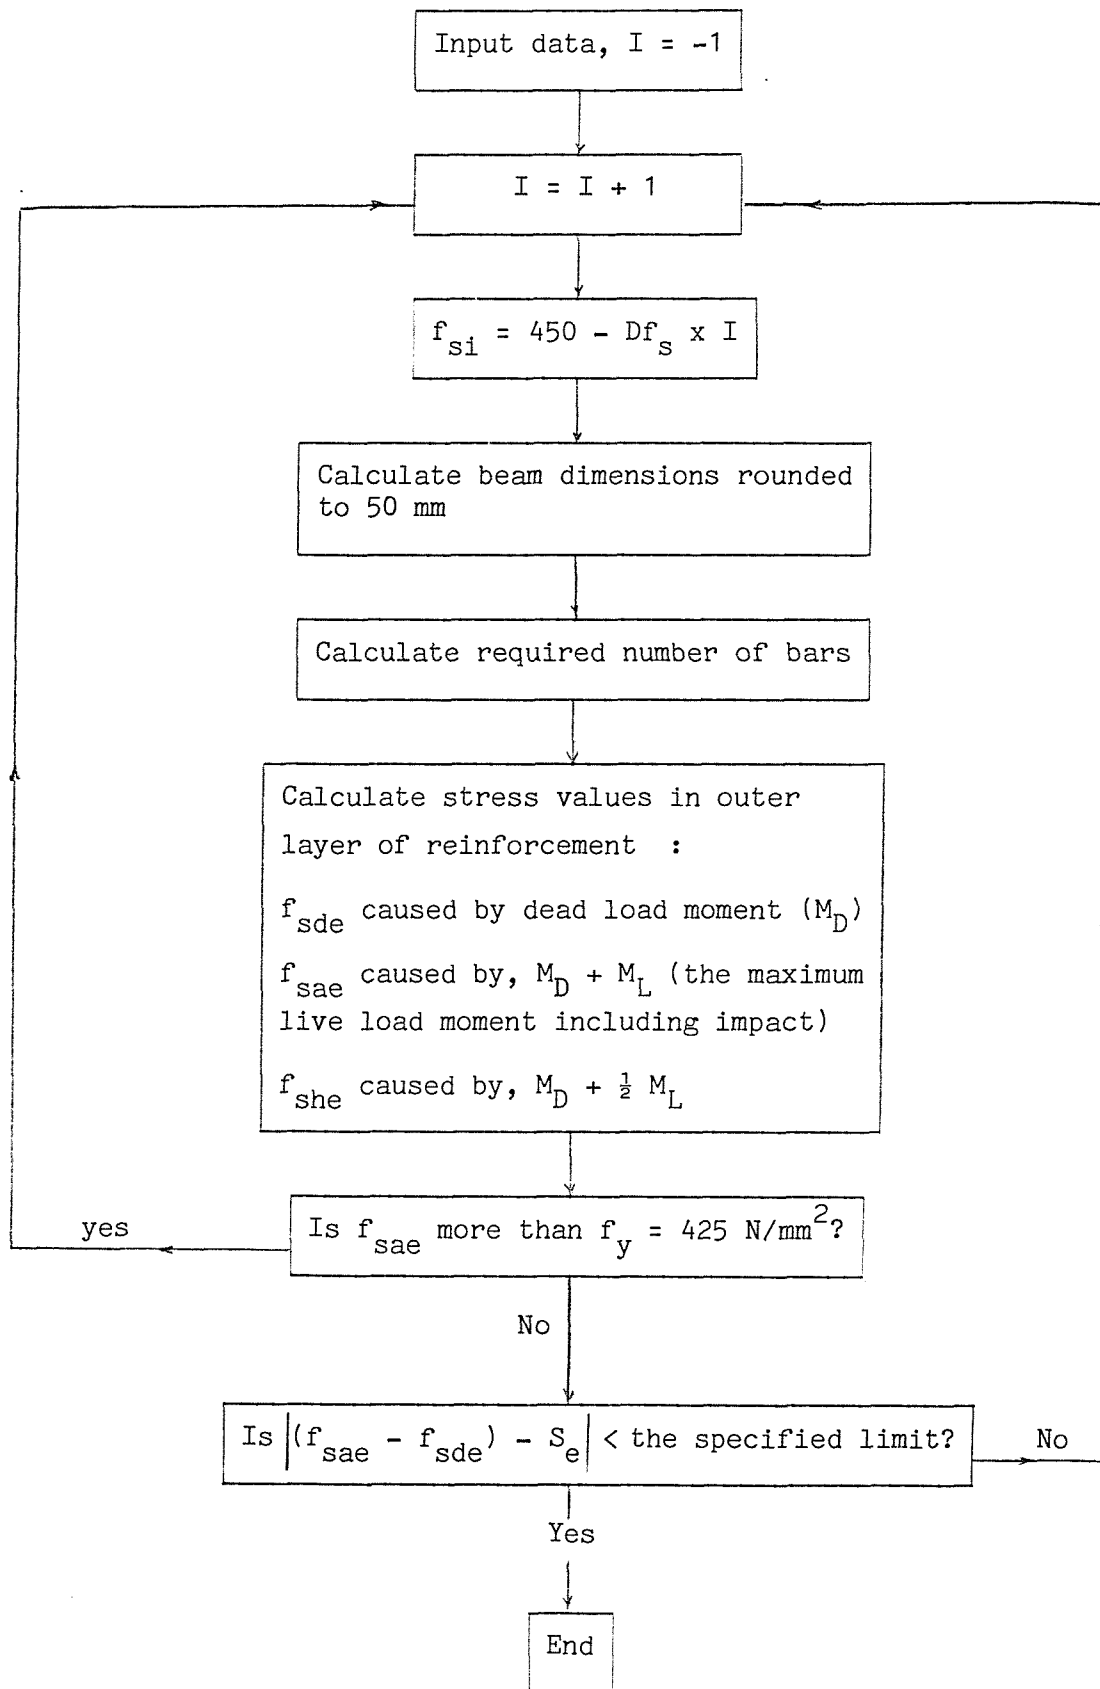 Input data, I = -1
I = I + 1
f_si = 450 - Df_s x I
Calculate beam dimensions rounded
to 50 mm
Calculate required number of bars
Calculate stress values in outer
layer of reinforcement :
f_sde caused by dead load moment (M_D)
f_sae caused by, M_D + M_L (the maximum
live load moment including impact)
f_she caused by, M_D + ½ M_L
yes
Is f_sae more than f_y = 425 N/mm²?
No
Is |(f_sae - f_sde) - S_e| < the specified limit?
No
Yes
End